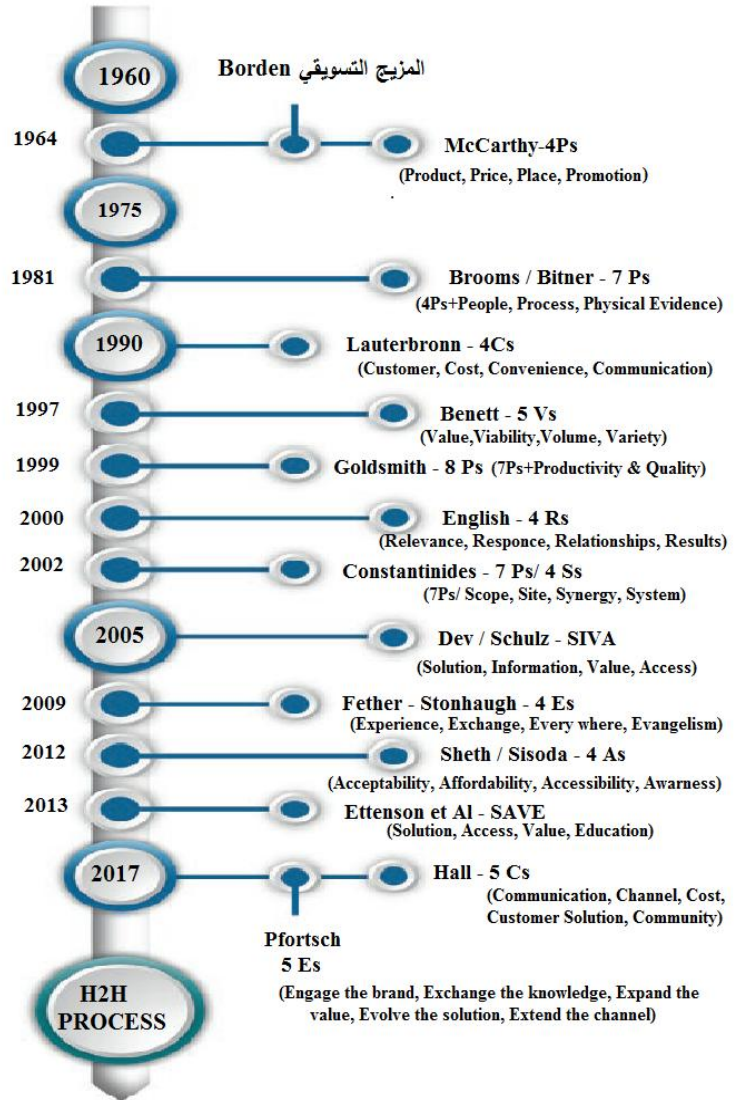 1960
Borden المزيج التسويقي
1964
McCarthy-4Ps
(Product, Price, Place, Promotion)
1975
1981
Brooms / Bitner - 7 Ps
(4Ps+People, Process, Physical Evidence)
1990
Lauterbronn - 4Cs
(Customer, Cost, Convenience, Communication)
1997
Benett - 5 Vs
(Value,Viability,Volume, Variety)
1999
Goldsmith - 8 Ps (7Ps+Productivity & Quality)
2000
English - 4 Rs
(Relevance, Responce, Relationships, Results)
2002
Constantinides - 7 Ps/ 4 Ss
(7Ps/ Scope, Site, Synergy, System)
2005
Dev / Schulz - SIVA
(Solution, Information, Value, Access)
2009
Fether - Stonhaugh - 4 Es
(Experience, Exchange, Every where, Evangelism)
2012
Sheth / Sisoda - 4 As
(Acceptability, Affordability, Accessibility, Awarness)
2013
Ettenson et Al - SAVE
(Solution, Access, Value, Education)
2017
Hall - 5 Cs
(Communication, Channel, Cost,
Customer Solution, Community)
Pfortsch
5 Es
(Engage the brand, Exchange the knowledge, Expand the
value, Evolve the solution, Extend the channel)
H2H
PROCESS